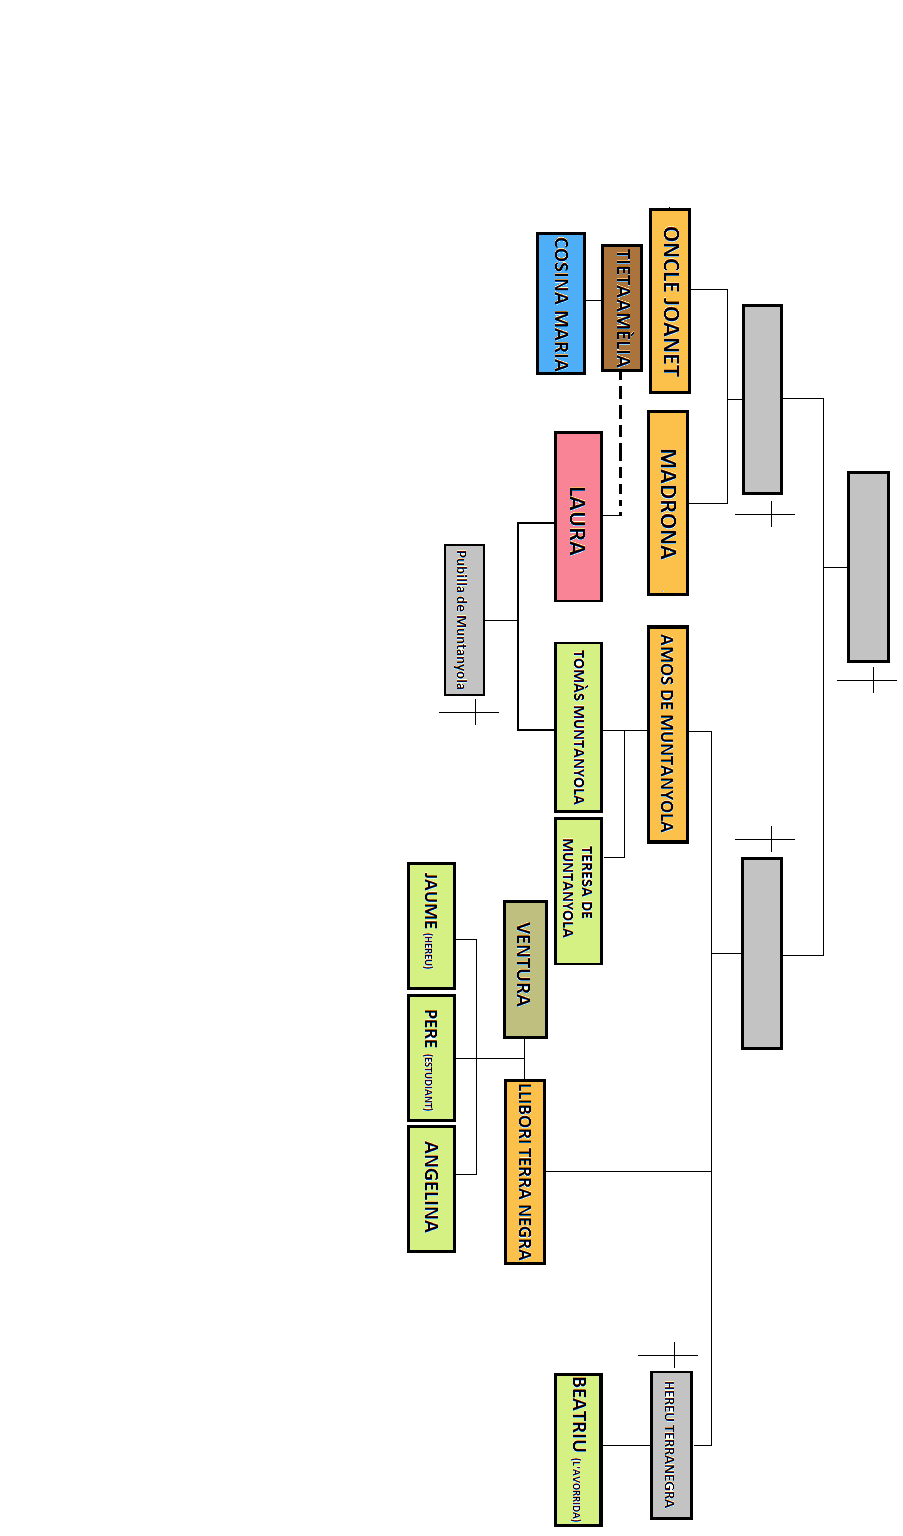 ONCLE JOANET
MADRONA
AMOS DE MUNTANYOLA
HEREU TERRANEGRA
TIETA AMÈLIA
COSINA MARIA
LAURA
TOMÀS MUNTANYOLA
TERESA DE
MUNTANYOLA
BEATRIU (L'AVORRIDA)
VENTURA
LLIBORI TERRA NEGRA
Pubilla de Muntanyola
JAUME (HEREU)
PERE (ESTUDIANT)
ANGELINA